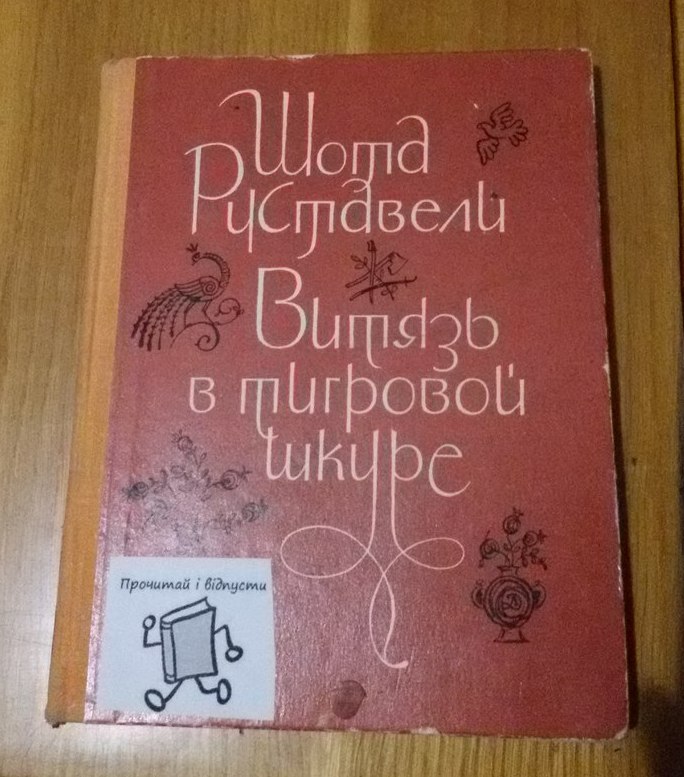 Шота
Руставели
Витязь
в тигровой
шкуре
Прочитай і відпусти